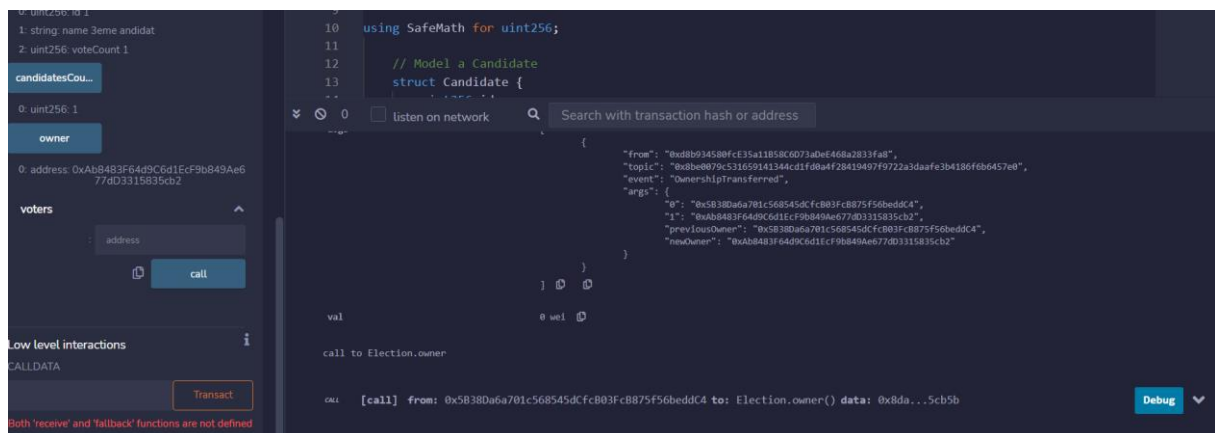 0: uint256: id 1
1: string: name 3eme andidat
2: uint256: voteCount 1
candidatesCou...
0: uint256: 1
owner
0: address: 0xAb8483F64d9C6d1EcF9b849Ae6
77dD3315835cb2
voters
: address
call
Low level interactions
i
CALLDATA
Transact
Both 'receive' and 'fallback' functions are not defined
9
10 using SafeMath for uint256;
11
12 // Model a Candidate
13 struct Candidate {
0 listen on network Search with transaction hash or address
{
"from": "0xd8b934580fcE35a11B58C6D73aDeE468a2833fa8",
"topic": "0x8be0079c531659141344cd1fd0a4f28419497f9722a3daafe3b4186f6b6457e0",
"event": "OwnershipTransferred",
"args": {
"0": "0x5B38Da6a701c568545dCfcB03FcB875f56beddC4",
"1": "0xAb8483F64d9C6d1EcF9b849Ae677dD3315835cb2",
"previousOwner": "0x5B38Da6a701c568545dCfcB03FcB875f56beddC4",
"newOwner": "0xAb8483F64d9C6d1EcF9b849Ae677dD3315835cb2"
}
}
]
val 0 wei
call to Election.owner
CALL [call] from: 0x5B38Da6a701c568545dCfcB03FcB875f56beddC4 to: Election.owner() data: 0x8da...5cb5b
Debug